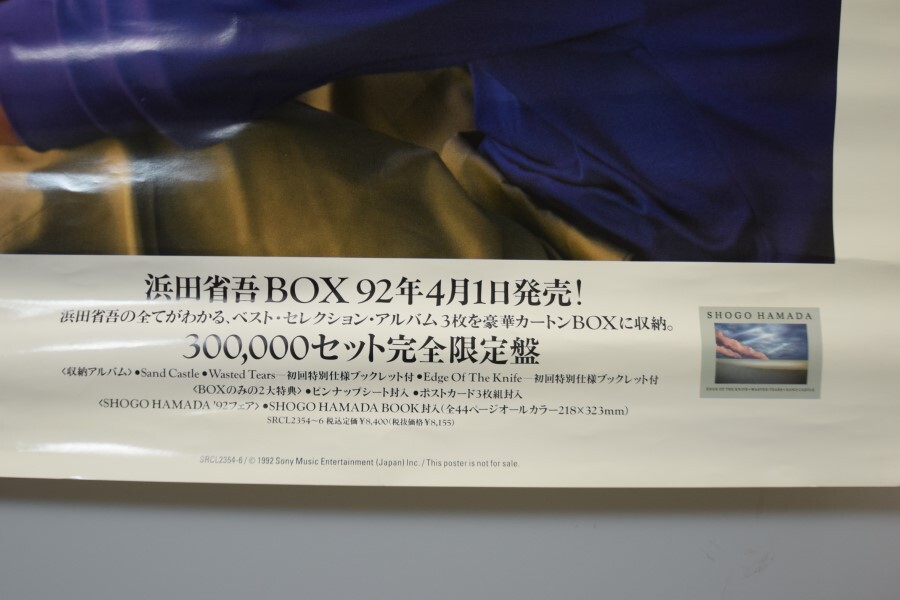 浜田省吾BOX 92年4月1日発売!
浜田省吾の全てがわかる、ベスト・セレクション・アルバム 3枚を豪華カートンBOXに収納。
300,000セット完全限定盤
〈収納アルバム〉●Sand Castle ●Wasted Tears—初回特別仕様ブックレット付 ●Edge Of The Knife—初回特別仕様ブックレット付
〈BOXのみの2大特典〉●ピンナップシート封入 ●ポストカード3枚組封入
〈SHOGO HAMADA '92フェア〉●SHOGO HAMADA BOOK封入(全44ページオールカラー218×323mm)
SRCL2354〜6 税込定価¥8,400(税抜価格¥8,155)
SRCL2354-6 / © 1992 Sony Music Entertainment (Japan) Inc. / This poster is not for sale.
SHOGO HAMADA